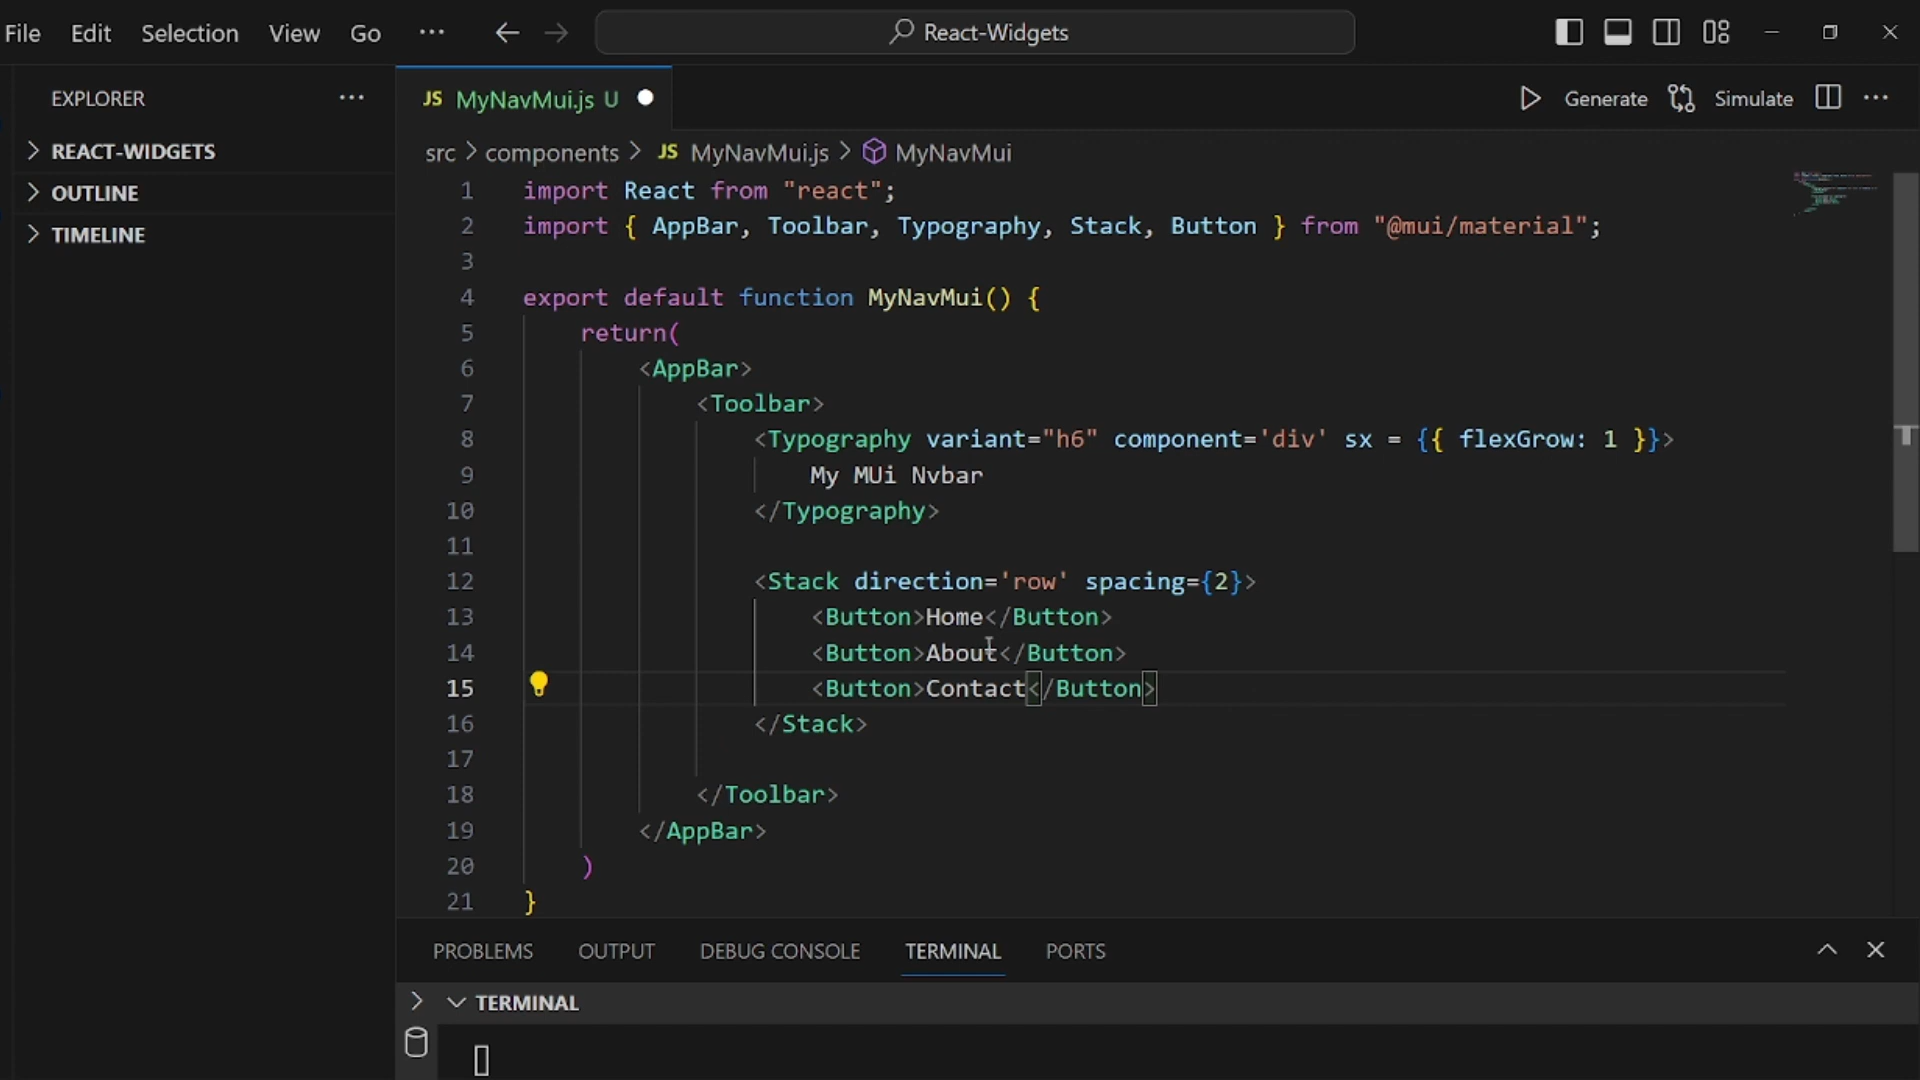 File Edit Selection View Go ··· React-Widgets
EXPLORER ···
REACT-WIDGETS
OUTLINE
TIMELINE
JS MyNavMui.js U
Generate Simulate ···
src > components > JS MyNavMui.js > MyNavMui
1 import React from "react";
2 import { AppBar, Toolbar, Typography, Stack, Button } from "@mui/material";
3
4 export default function MyNavMui() {
5 return(
6 <AppBar>
7 <Toolbar>
8 <Typography variant="h6" component='div' sx = {{ flexGrow: 1 }}>
9 My MUi Nvbar
10 </Typography>
11
12 <Stack direction='row' spacing={2}>
13 <Button>Home</Button>
14 <Button>About</Button>
15 <Button>Contact</Button>
16 </Stack>
17
18 </Toolbar>
19 </AppBar>
20 )
21 }
PROBLEMS OUTPUT DEBUG CONSOLE TERMINAL PORTS
TERMINAL